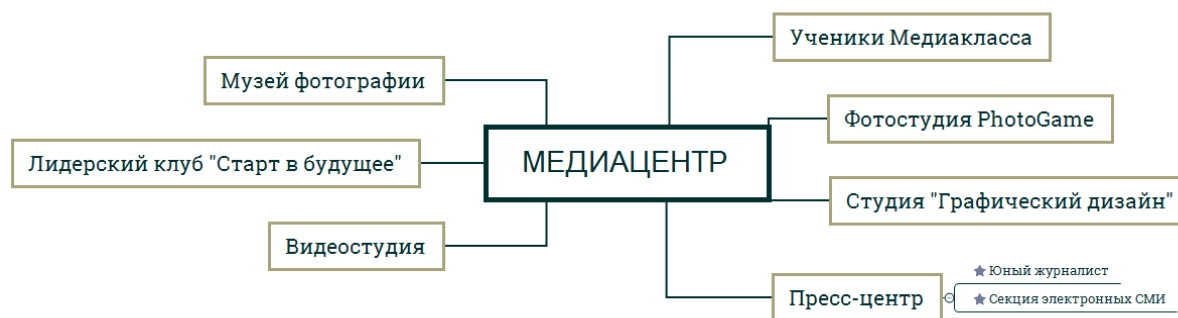 Ученики Медиакласса
Музей фотографии
Фотостудия PhotoGame
МЕДИАЦЕНТР
Лидерский клуб "Старт в будущее"
Студия "Графический дизайн"
Видеостудия
Пресс-центр
Юный журналист
Секция электронных СМИ